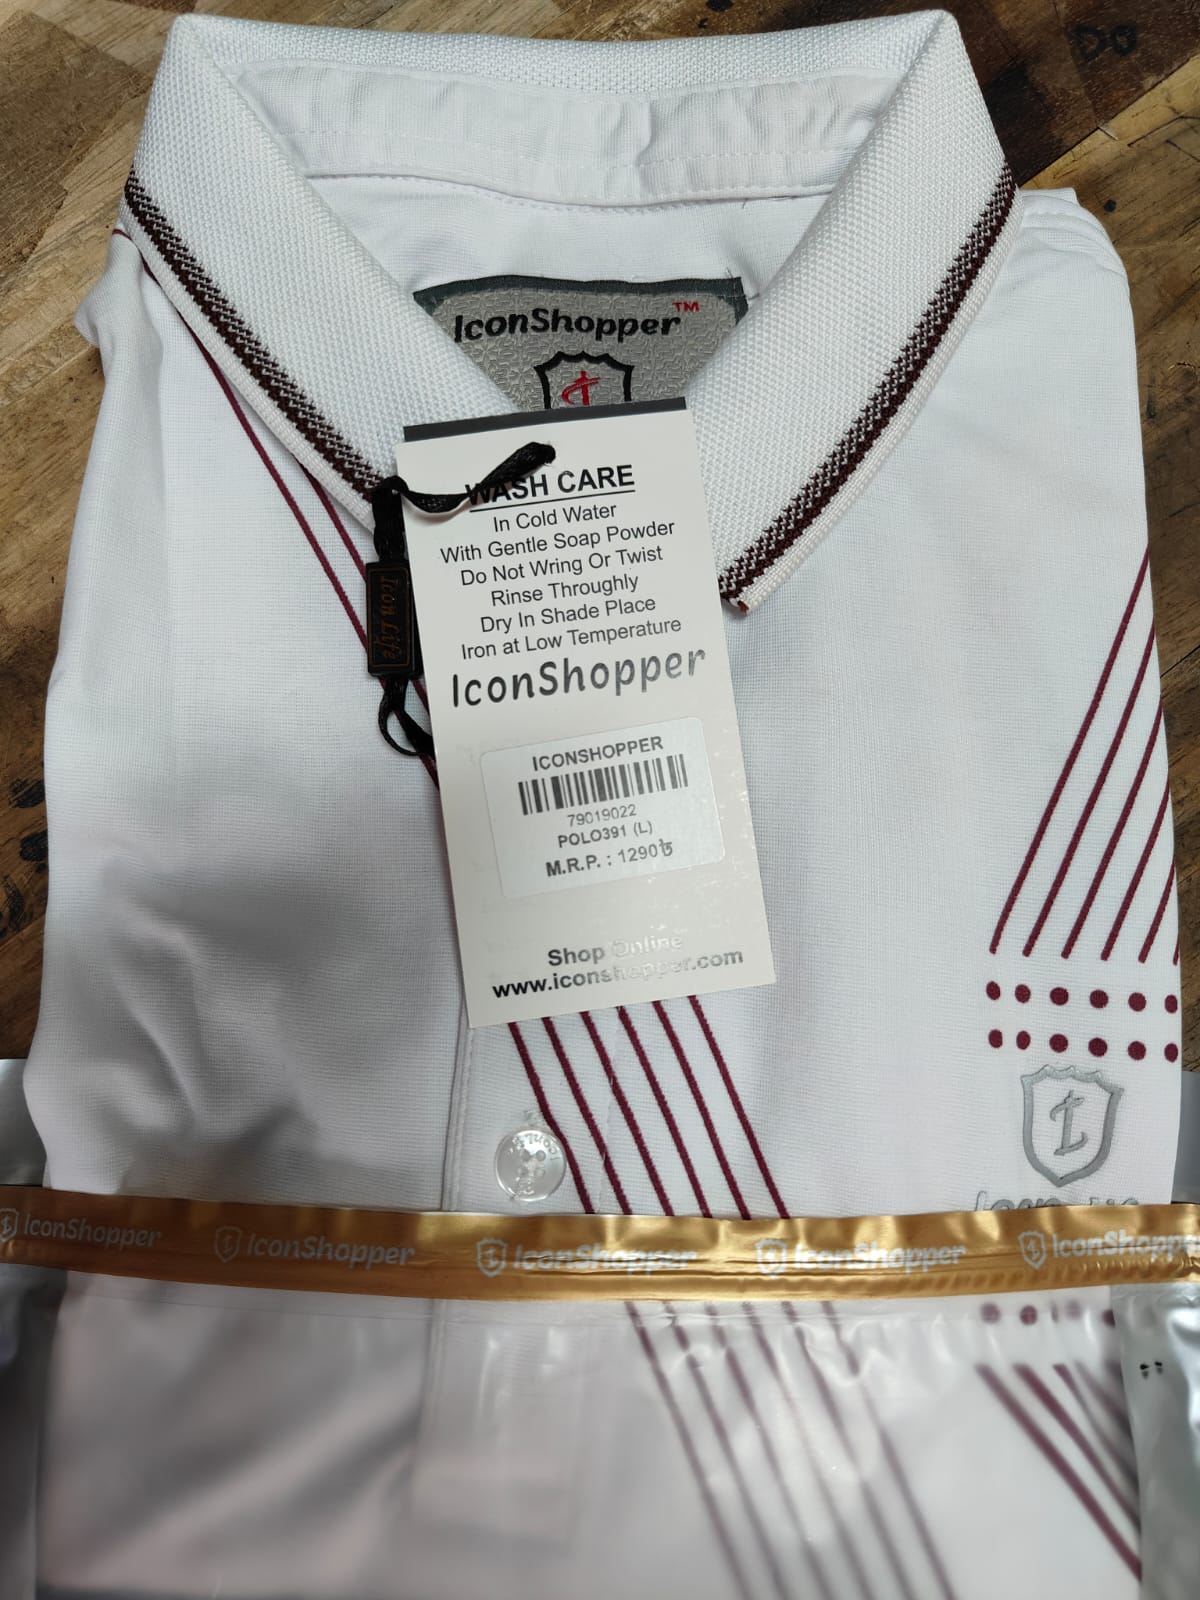 DO
IconShopper™
WASH CARE
In Cold Water
With Gentle Soap Powder
Do Not Wring Or Twist
Rinse Throughly
Dry In Shade Place
Iron at Low Temperature
IconShopper
Icon Life
ICONSHOPPER
79019022
POLO391 (L)
M.R.P. : 1290৳
Shop Online
www.iconshopper.com
IconShopper IconShopper IconShopper IconShopper IconShoppe